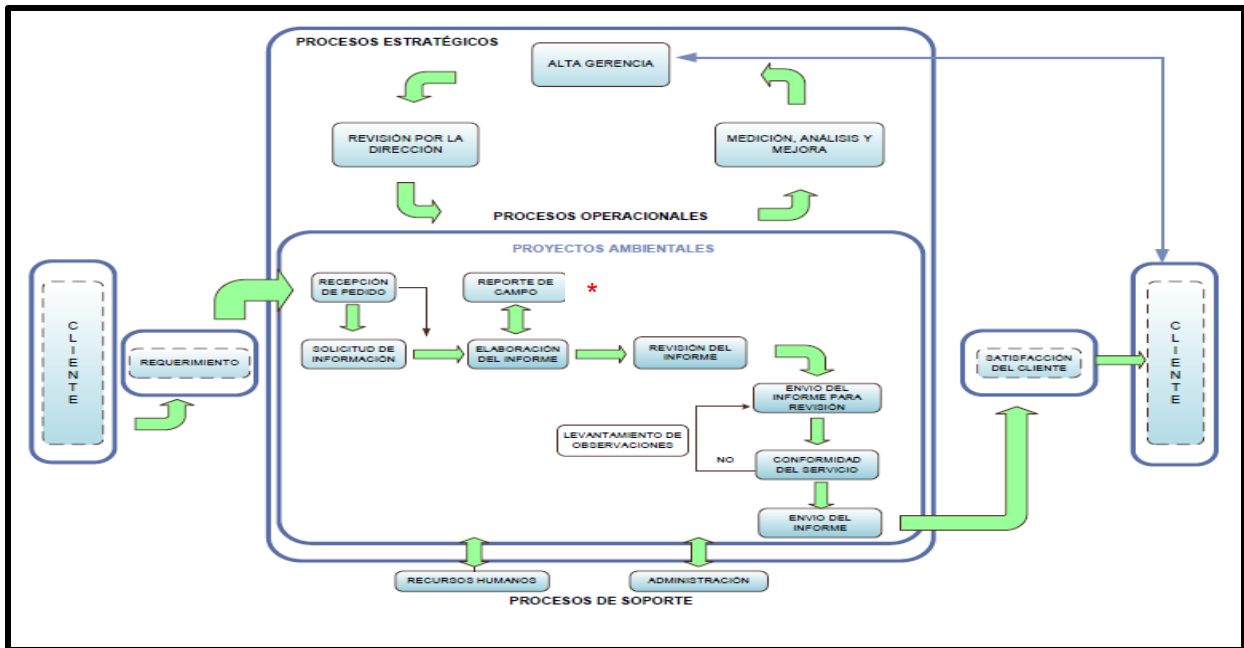 PROCESOS ESTRATÉGICOS
ALTA GERENCIA
REVISIÓN POR LA
DIRECCIÓN
MEDICIÓN, ANÁLISIS Y
MEJORA
PROCESOS OPERACIONALES
PROYECTOS AMBIENTALES
CLIENTE
REQUERIMIENTO
RECEPCIÓN
DE PEDIDO
REPORTE DE
CAMPO
*
SOLICITUD DE
INFORMACIÓN
ELABORACIÓN
DEL INFORME
REVISIÓN DEL
INFORME
ENVIO DEL
INFORME PARA
REVISIÓN
LEVANTAMIENTO DE
OBSERVACIONES
NO
CONFORMIDAD
DEL SERVICIO
ENVIO DEL
INFORME
SATISFACCIÓN
DEL CLIENTE
CLIENTE
RECURSOS HUMANOS
ADMINISTRACIÓN
PROCESOS DE SOPORTE